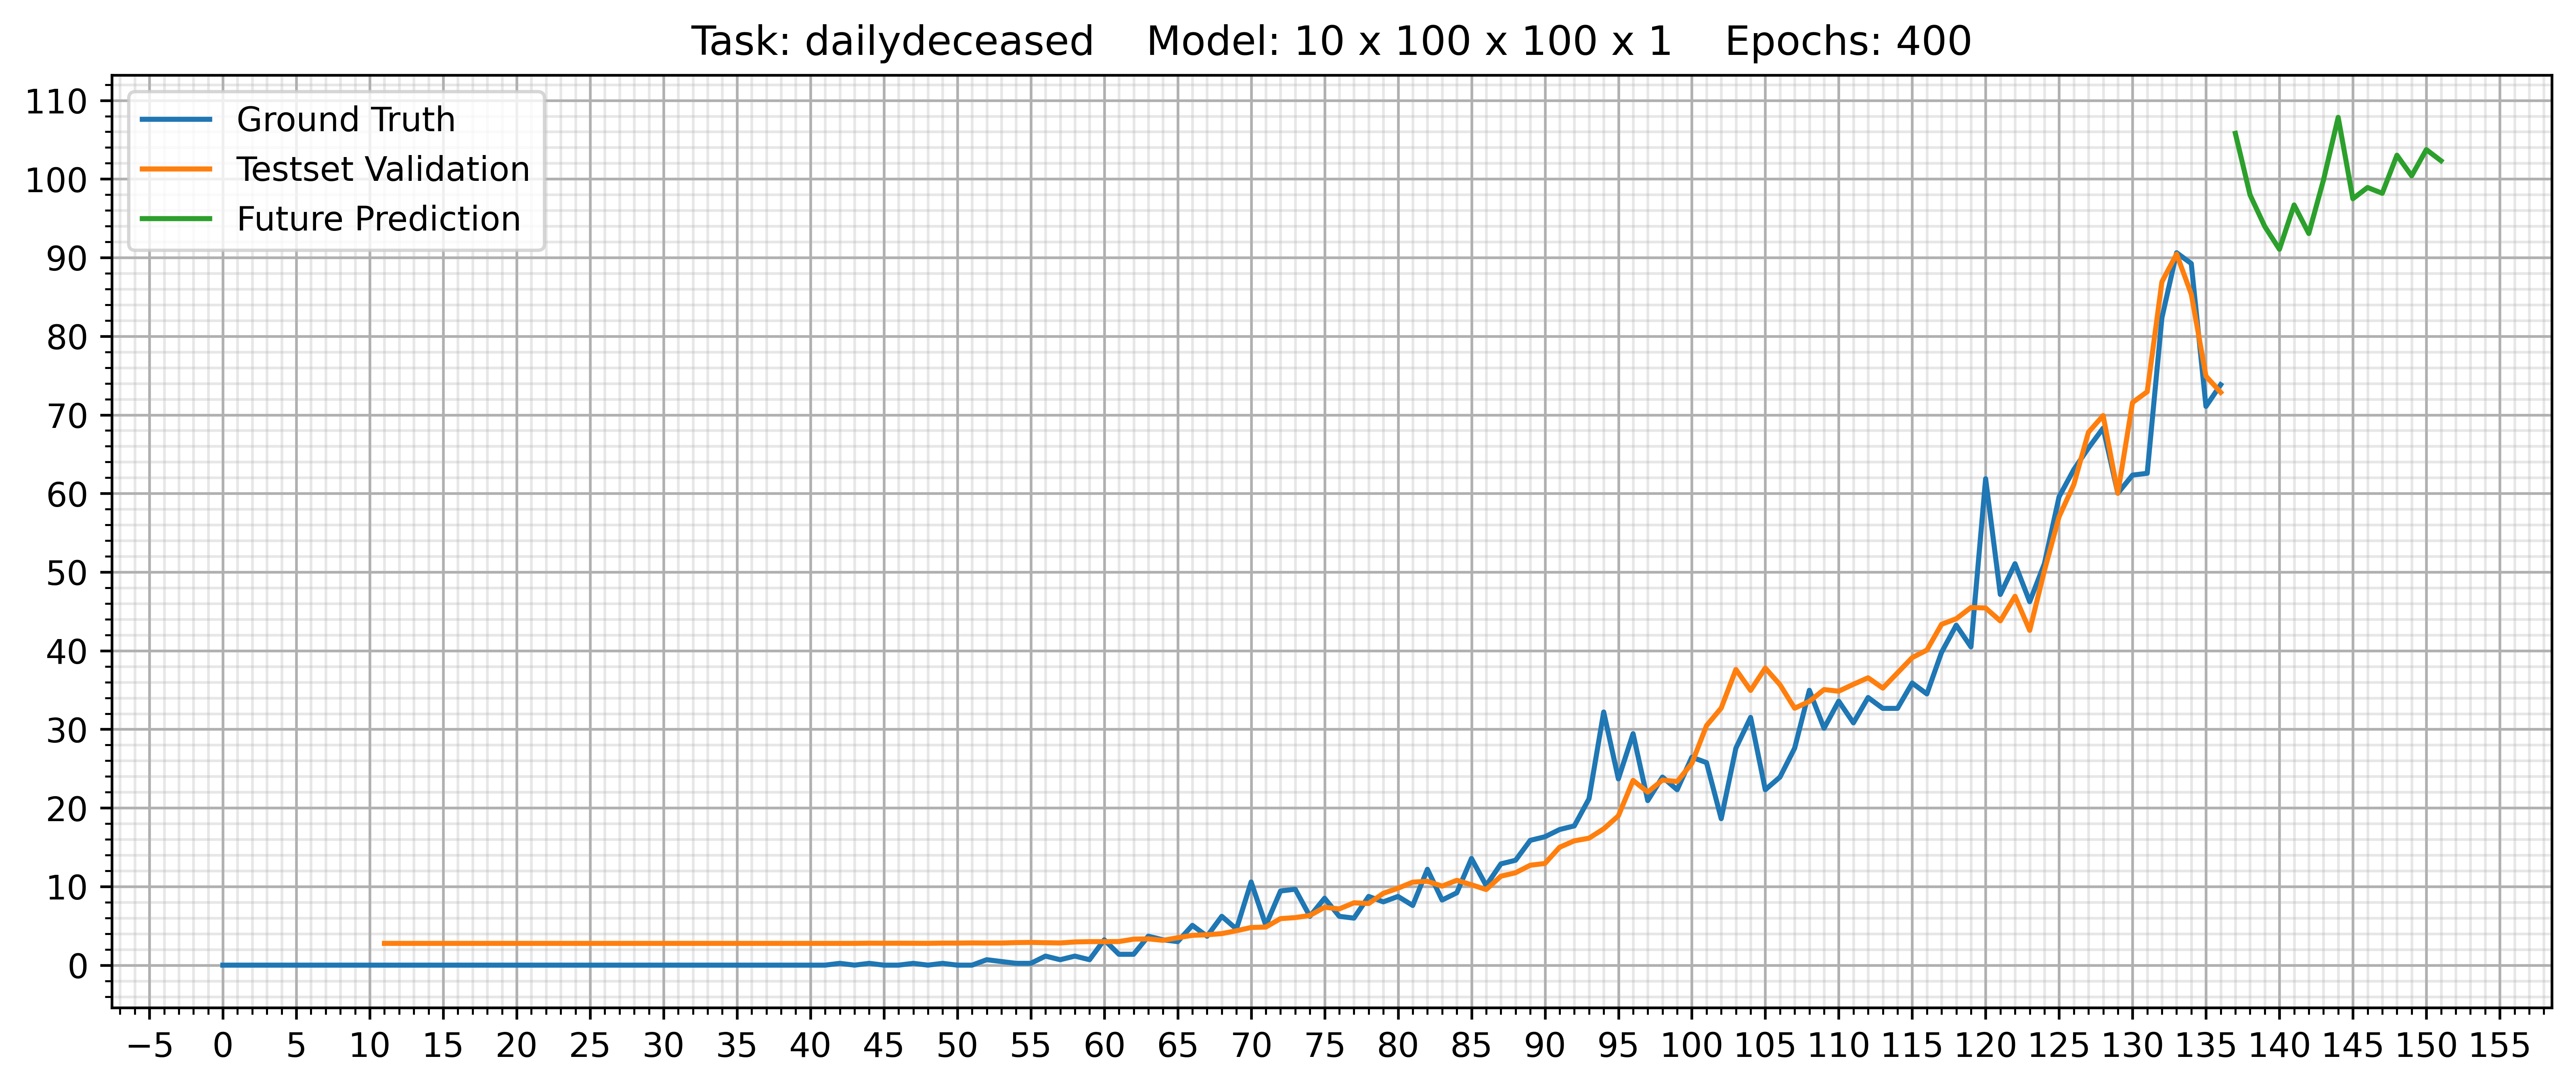 Task: dailydeceased    Model: 10 x 100 x 100 x 1    Epochs: 400
Ground Truth
Testset Validation
Future Prediction
110
100
90
80
70
60
50
40
30
20
10
0
−5 0 5 10 15 20 25 30 35 40 45 50 55 60 65 70 75 80 85 90 95 100 105 110 115 120 125 130 135 140 145 150 155